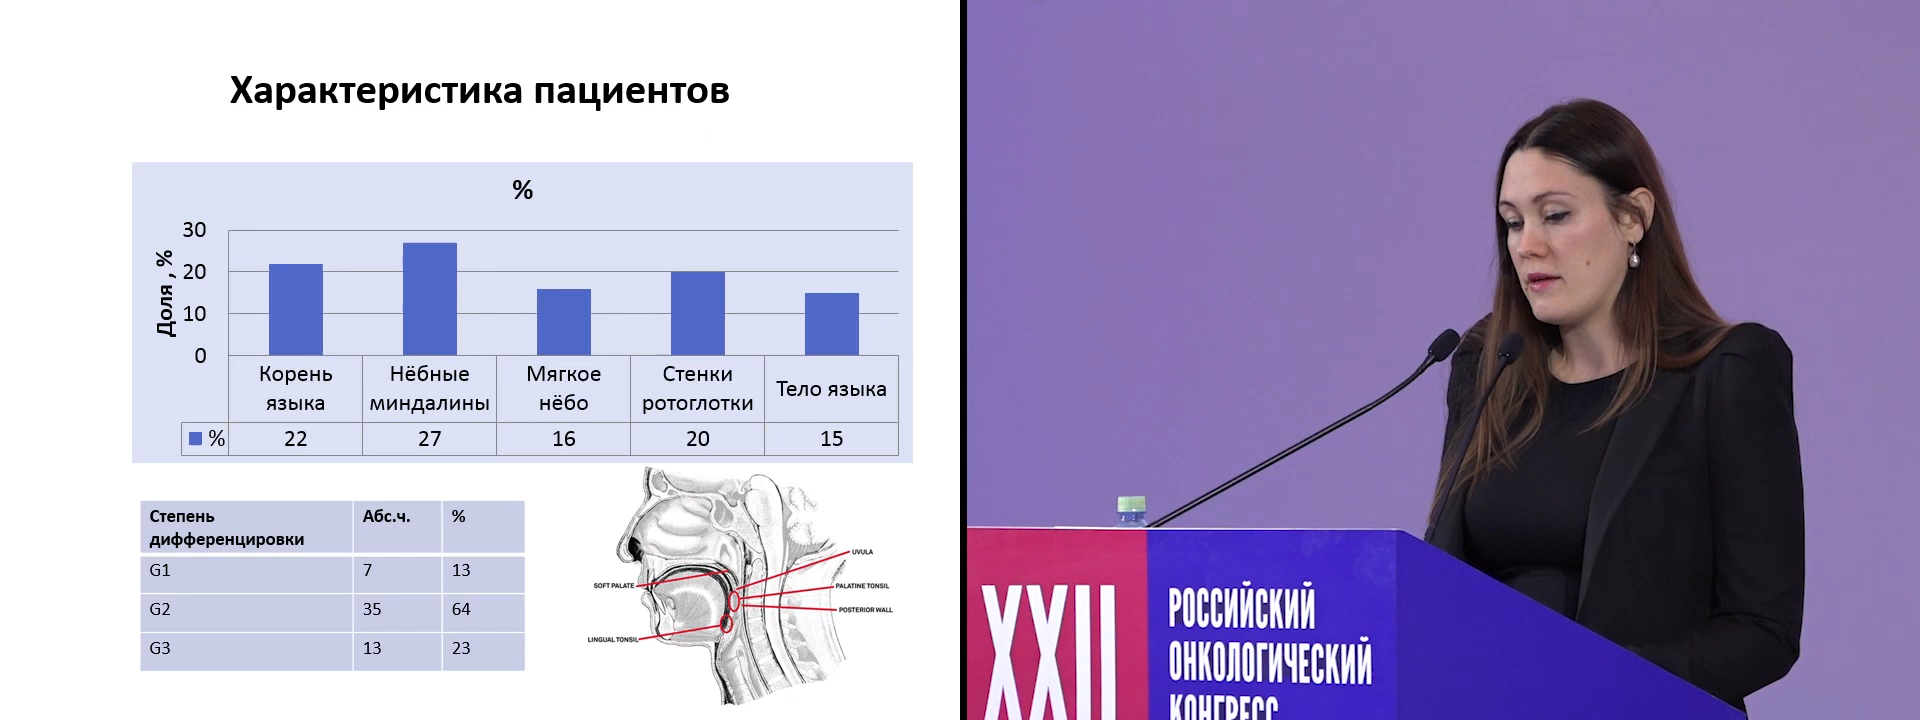 Характеристика пациентов
%
Доля , %
30
20
10
0
Корень
языка
Нёбные
миндалины
Мягкое
нёбо
Стенки
ротоглотки
Тело языка
% 22 27 16 20 15
Степень
дифференцировки
Абс.ч. %
G1 7 13
G2 35 64
G3 13 23
UVULA
SOFT PALATE
PALATINE TONSIL
POSTERIOR WALL
LINGUAL TONSIL
XXII
РОССИЙСКИЙ
ОНКОЛОГИЧЕСКИЙ
КОНГРЕСС